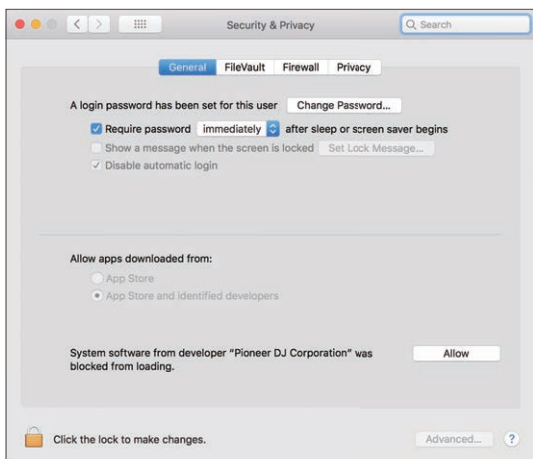 Security & Privacy
Search
General FileVault Firewall Privacy
A login password has been set for this user Change Password...
Require password immediately after sleep or screen saver begins
Show a message when the screen is locked Set Lock Message...
Disable automatic login
Allow apps downloaded from:
App Store
App Store and identified developers
System software from developer "Pioneer DJ Corporation" was
blocked from loading.
Allow
Click the lock to make changes.
Advanced...
?